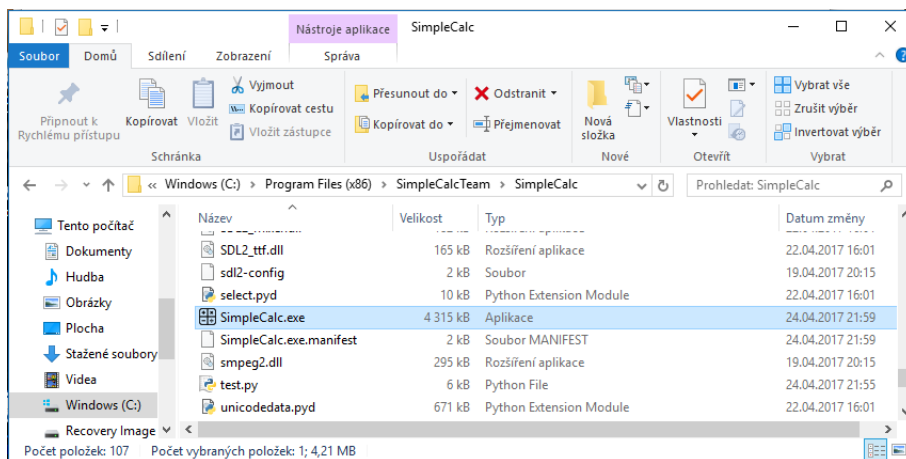 Nástroje aplikace SimpleCalc
Soubor Domů Sdílení Zobrazení Správa
Připnout k Rychlému přístupu
Kopírovat
Vložit
Vyjmout
Kopírovat cestu
Vložit zástupce
Schránka
Přesunout do
Kopírovat do
Odstranit
Přejmenovat
Uspořádat
Nová složka
Nové
Vlastnosti
Otevřít
Vybrat vše
Zrušit výběr
Invertovat výběr
Vybrat
« Windows (C:) > Program Files (x86) > SimpleCalcTeam > SimpleCalc
Prohledat: SimpleCalc
Tento počítač
Dokumenty
Hudba
Obrázky
Plocha
Stažené soubory
Videa
Windows (C:)
Recovery Image
Název Velikost Typ Datum změny
SDL2_ttf.dll 165 kB Rozšíření aplikace 22.04.2017 16:01
sdl2-config 2 kB Soubor 19.04.2017 20:15
select.pyd 10 kB Python Extension Module 22.04.2017 16:01
SimpleCalc.exe 4 315 kB Aplikace 24.04.2017 21:59
SimpleCalc.exe.manifest 2 kB Soubor MANIFEST 24.04.2017 21:59
smpeg2.dll 295 kB Rozšíření aplikace 19.04.2017 20:15
test.py 6 kB Python File 24.04.2017 21:55
unicodedata.pyd 671 kB Python Extension Module 22.04.2017 16:01
Počet položek: 107 Počet vybraných položek: 1; 4,21 MB